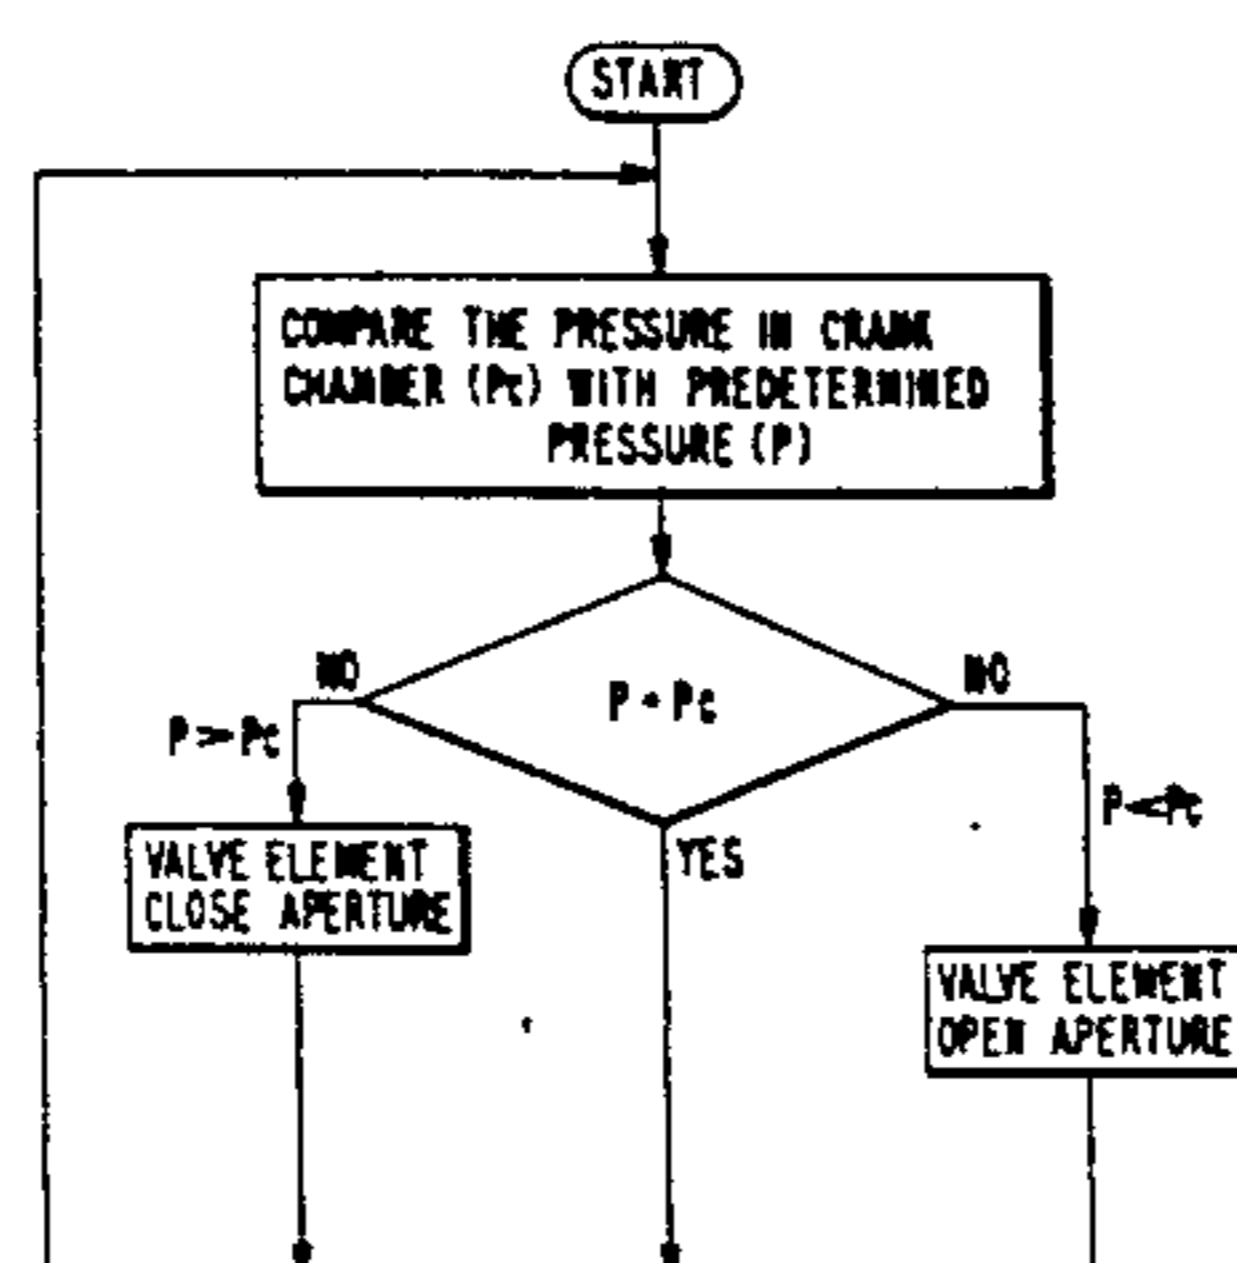 START
COMPARE THE PRESSURE IN CRANK
CHAMBER (Pc) WITH PREDETERMINED
PRESSURE (P)
NO
NO
P = Pc
P > Pc
P < Pc
VALVE ELEMENT
CLOSE APERTURE
YES
VALVE ELEMENT
OPEN APERTURE